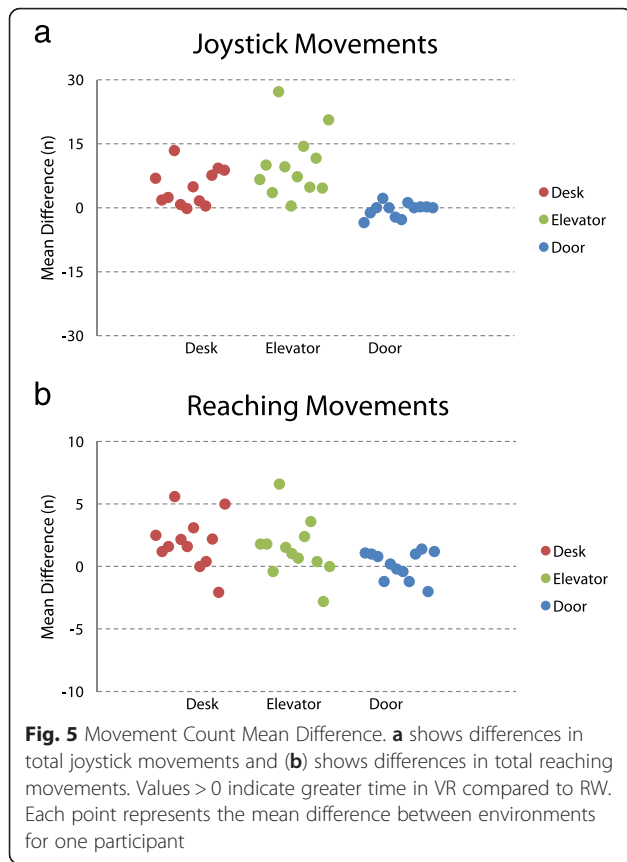 a
Joystick Movements
30
15
0
-15
-30
Mean Difference (n)
Desk
Elevator
Door
Desk
Elevator
Door
b
Reaching Movements
10
5
0
-5
-10
Mean Difference (n)
Desk
Elevator
Door
Desk
Elevator
Door
Fig. 5 Movement Count Mean Difference. a shows differences in
total joystick movements and (b) shows differences in total reaching
movements. Values > 0 indicate greater time in VR compared to RW.
Each point represents the mean difference between environments
for one participant